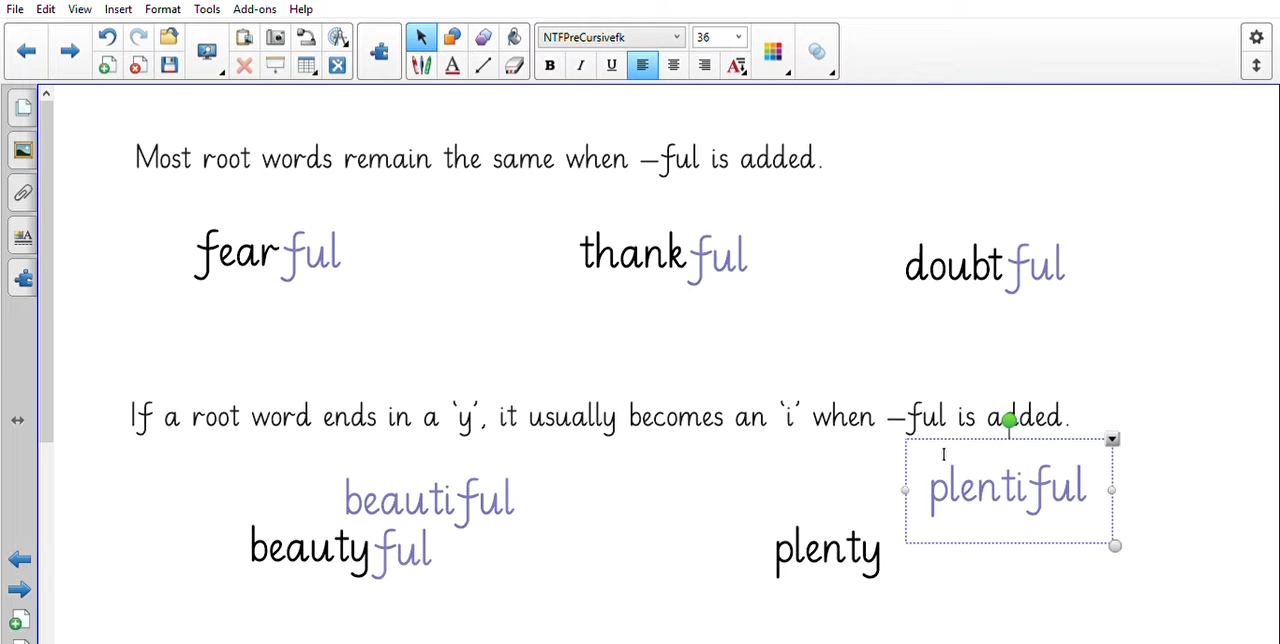 File Edit View Insert Format Tools Add-ons Help
NTFPreCursivefk 36
B I U
Most root words remain the same when –ful is added.
fearful thankful doubtful
If a root word ends in a ‘y’, it usually becomes an ‘i’ when –ful is added.
beautiful plentiful
beautyful plenty